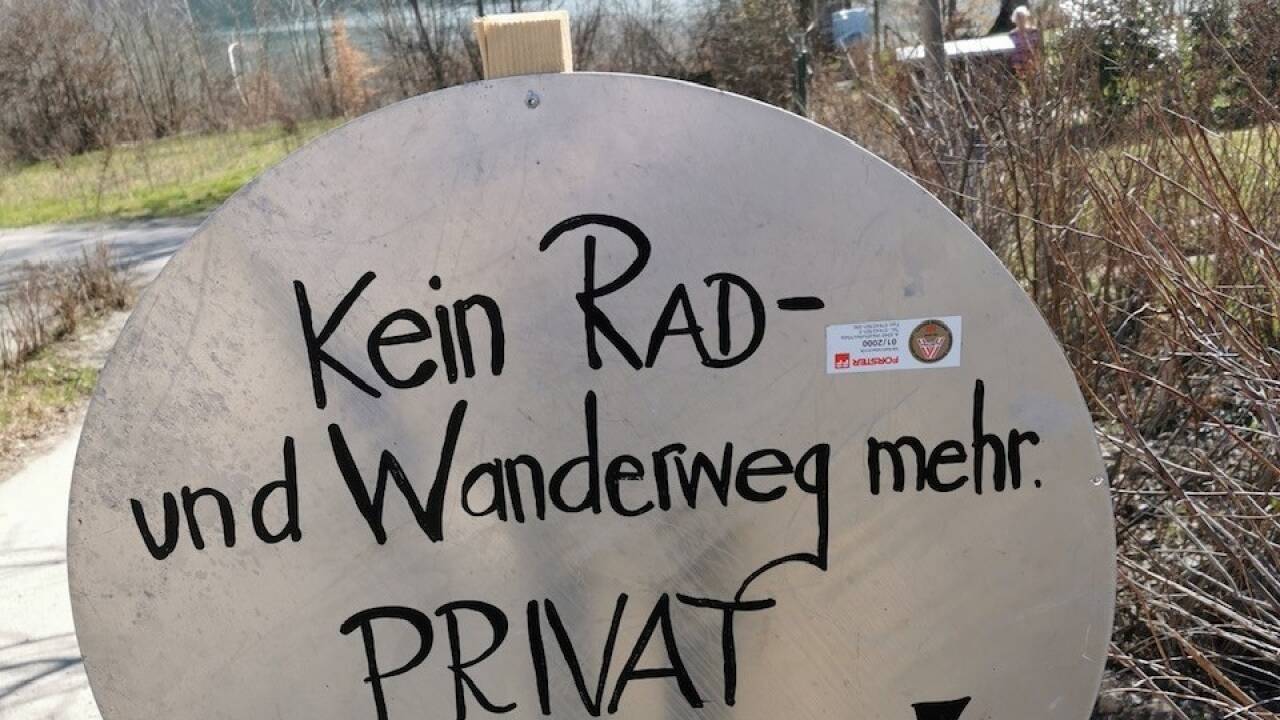 Kein RAD-
und Wanderweg mehr.
PRIVAT
FORSTER
01/2000